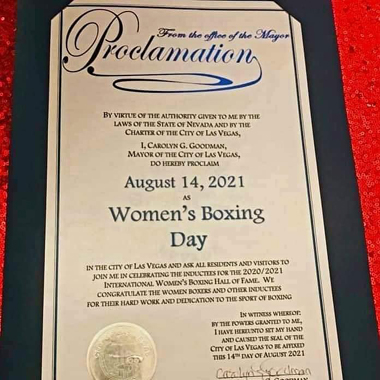 From the office of the Mayor
Proclamation
BY VIRTUE OF THE AUTHORITY GIVEN TO ME BY THE
LAWS OF THE STATE OF NEVADA AND BY THE
CHARTER OF THE CITY OF LAS VEGAS,
I, CAROLYN G. GOODMAN,
MAYOR OF THE CITY OF LAS VEGAS,
DO HEREBY PROCLAIM
August 14, 2021
AS
Women's Boxing
Day
IN THE CITY OF LAS VEGAS AND ASK ALL RESIDENTS AND VISITORS TO
JOIN ME IN CELEBRATING THE INDUCTEES FOR THE 2020/2021
INTERNATIONAL WOMEN'S BOXING HALL OF FAME. WE
CONGRATULATE THE WOMEN BOXERS AND OTHER INDUCTEES
FOR THEIR HARD WORK AND DEDICATION TO THE SPORT OF BOXING
IN WITNESS WHEREOF:
BY THE POWERS GRANTED TO ME,
I HAVE HEREUNTO SET MY HAND
AND CAUSED THE SEAL OF THE
CITY OF LAS VEGAS TO BE AFFIXED
THIS 14TH DAY OF AUGUST 2021
Carolyn G. Goodman
GOODMAN